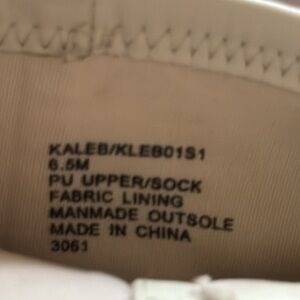 KALEB/KLEB01S1
6.5M
PU UPPER/SOCK
FABRIC LINING
MANMADE OUTSOLE
MADE IN CHINA
3061